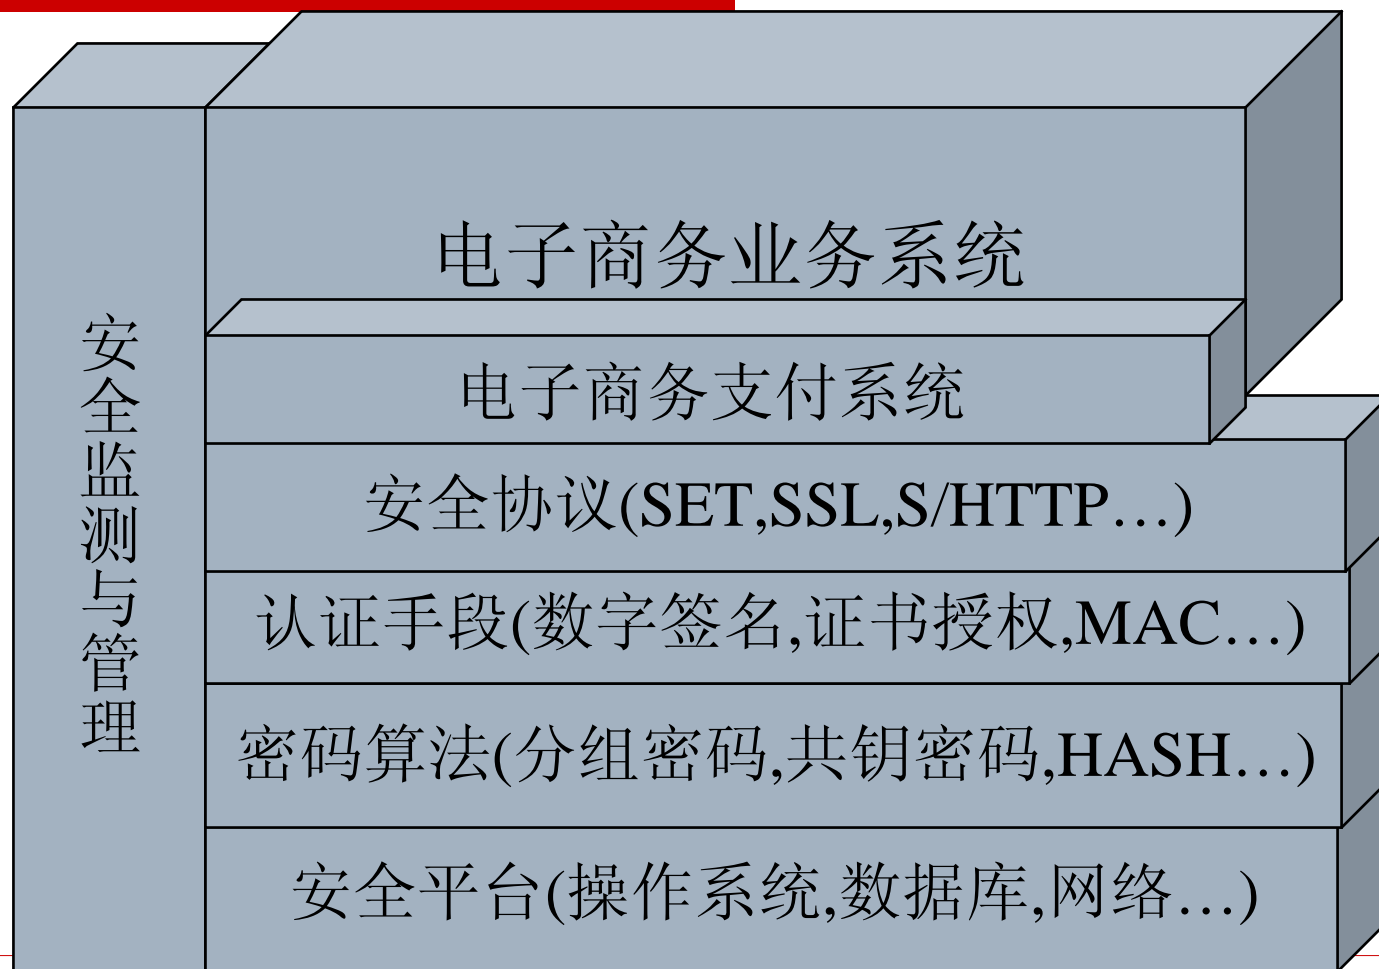 电子商务业务系统
安全监测与管理
电子商务支付系统
安全协议(SET,SSL,S/HTTP…)
认证手段(数字签名,证书授权,MAC…)
密码算法(分组密码,共钥密码,HASH…)
安全平台(操作系统,数据库,网络…)